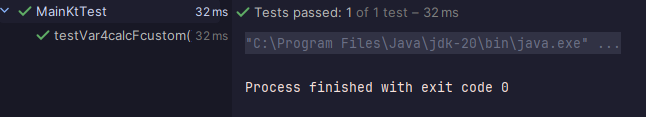 MainKtTest 32 ms
testVar4calcFcustom( 32 ms
Tests passed: 1 of 1 test – 32 ms
"C:\Program Files\Java\jdk-20\bin\java.exe" ...
Process finished with exit code 0